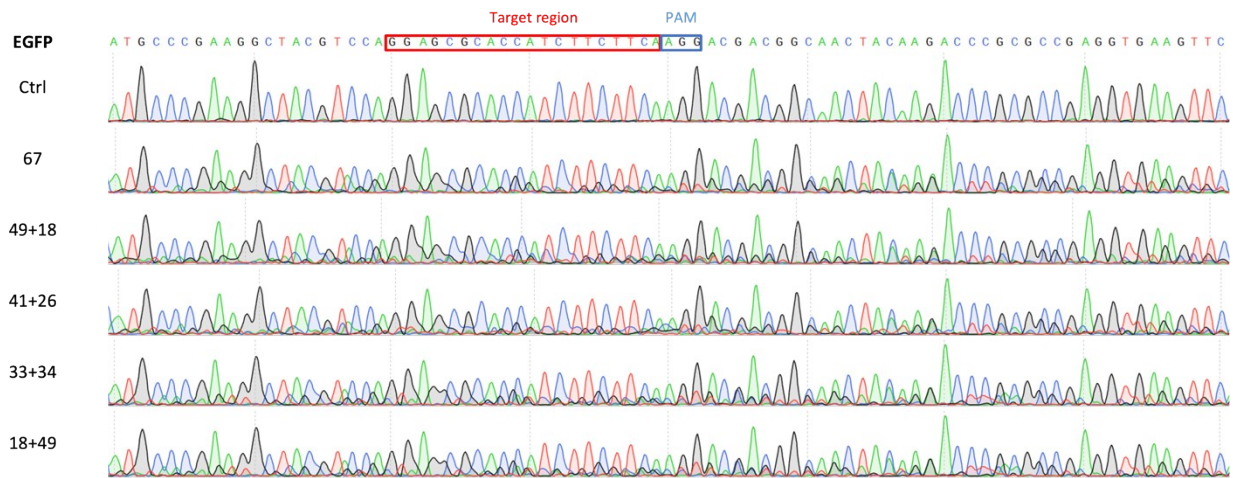 Target region PAM
EGFP A T G C C C G A A G G C T A C G T C C A G G A G C G C A C C A T C T T C T T C A A G G A C G A C G G C A A C T A C A A G A C C C G C G C C G A G G T G A A G T T C
Ctrl
67
49+18
41+26
33+34
18+49